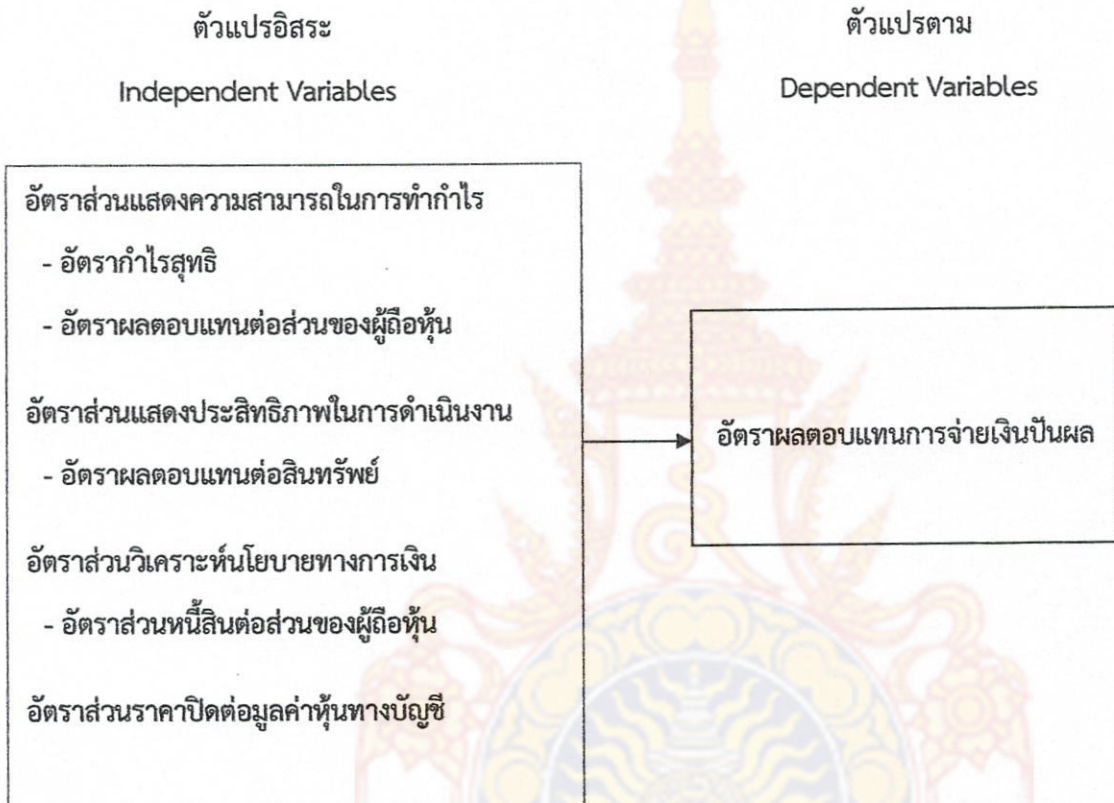 ตัวแปรอิสระ
Independent Variables
ตัวแปรตาม
Dependent Variables
อัตราส่วนแสดงความสามารถในการทำกำไร
- อัตรากำไรสุทธิ
- อัตราผลตอบแทนต่อส่วนของผู้ถือหุ้น
อัตราส่วนแสดงประสิทธิภาพในการดำเนินงาน
- อัตราผลตอบแทนต่อสินทรัพย์
อัตราส่วนวิเคราะห์นโยบายทางการเงิน
- อัตราส่วนหนี้สินต่อส่วนของผู้ถือหุ้น
อัตราส่วนราคาปิดต่อมูลค่าหุ้นทางบัญชี
อัตราผลตอบแทนการจ่ายเงินปันผล